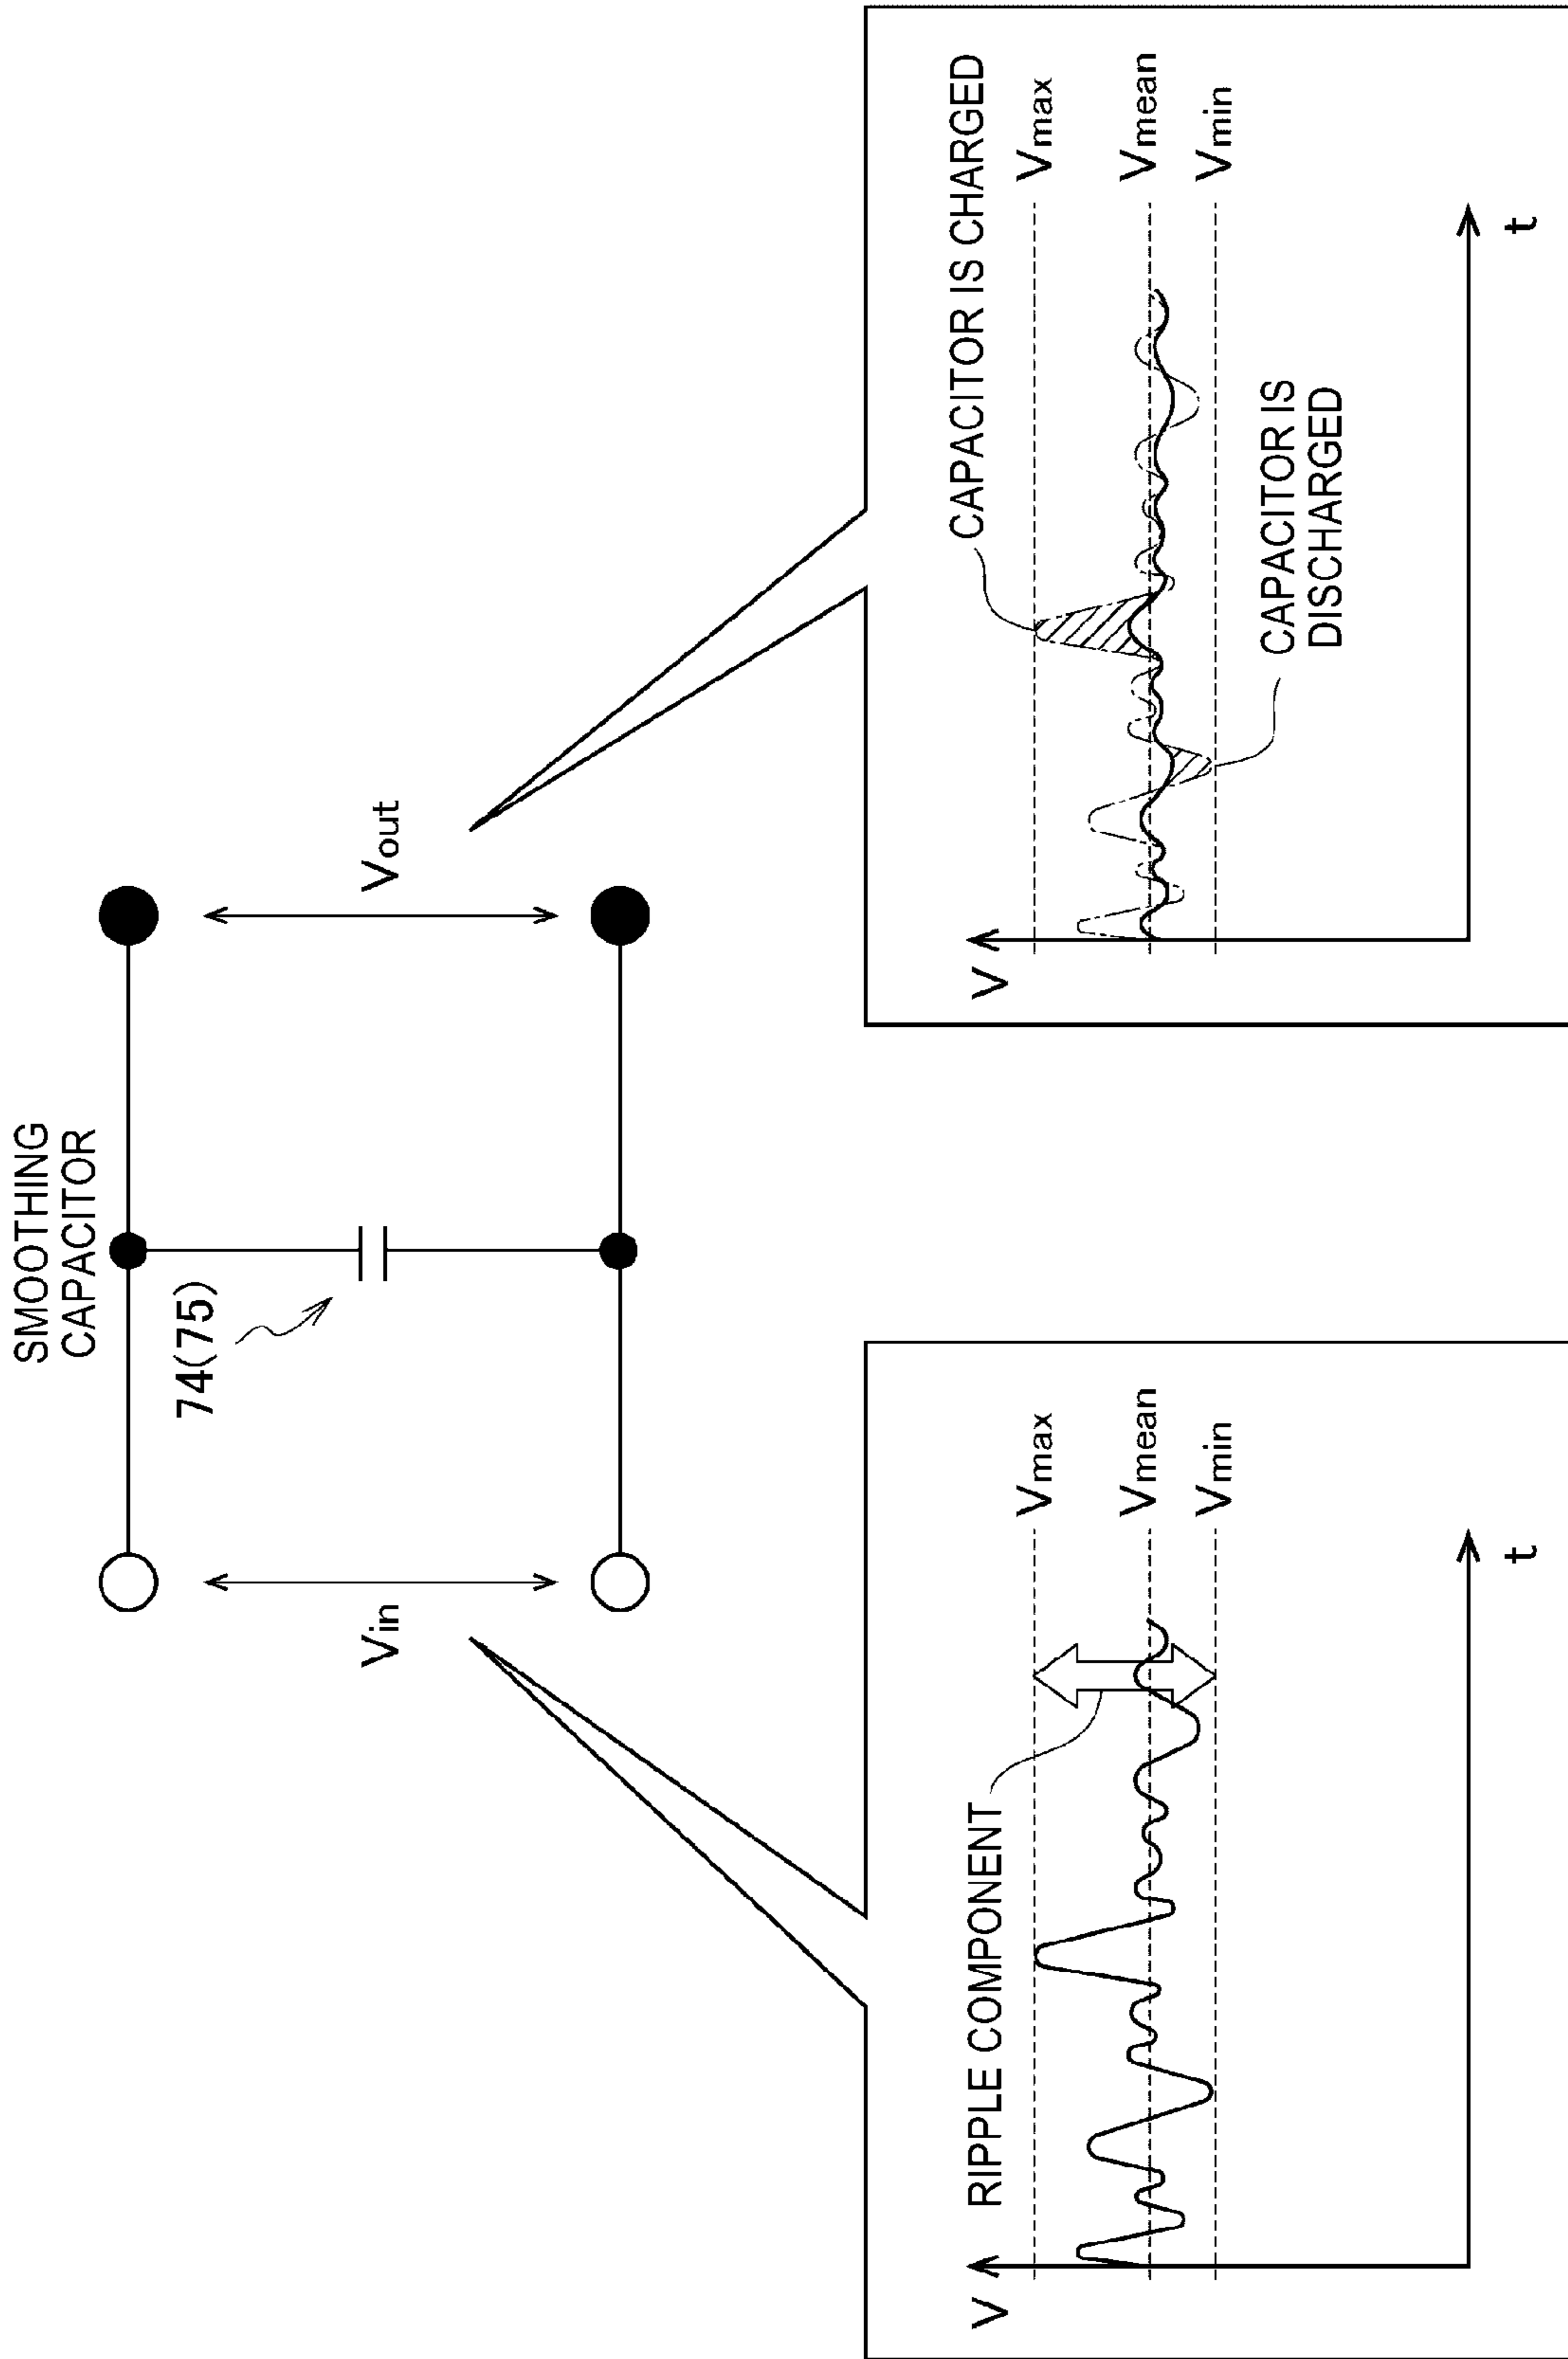 SMOOTHING
CAPACITOR
74(75)
Vin
Vout
V
RIPPLE COMPONENT
Vmax
Vmean
Vmin
t
V
CAPACITOR IS CHARGED
Vmax
Vmean
Vmin
CAPACITOR IS
DISCHARGED
t